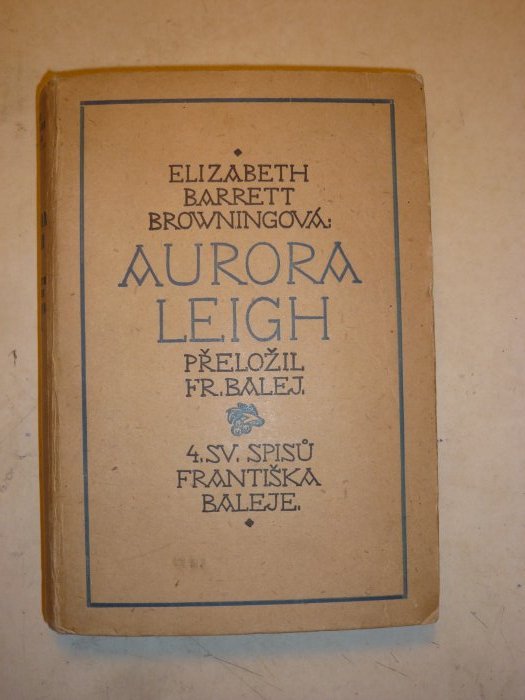 ELIZABETH
BARRETT
BROWNINGOVÁ:
AURORA
LEIGH
PŘELOŽIL
FR. BALEJ.
4. SV. SPISŮ
FRANTIŠKA
BALEJE.